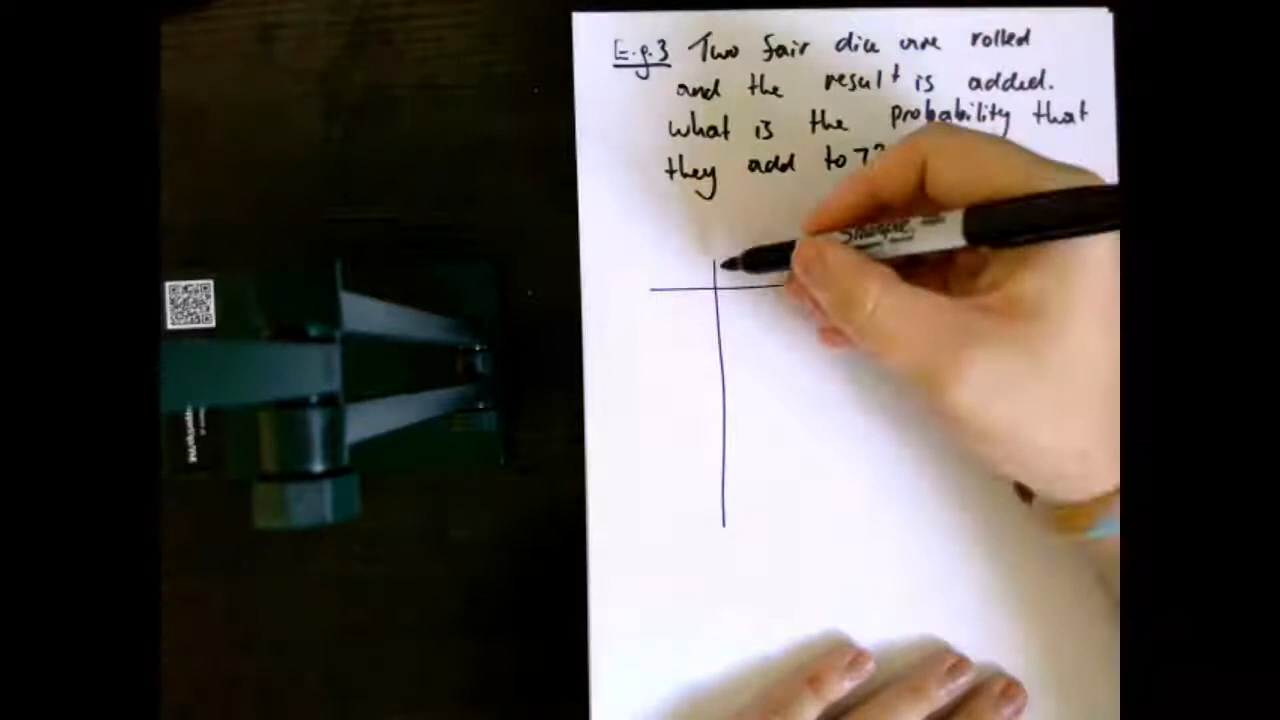 E.g.3 Two fair dice are rolled
and the result is added.
What is the probability that
they add to 7?
Sharpie